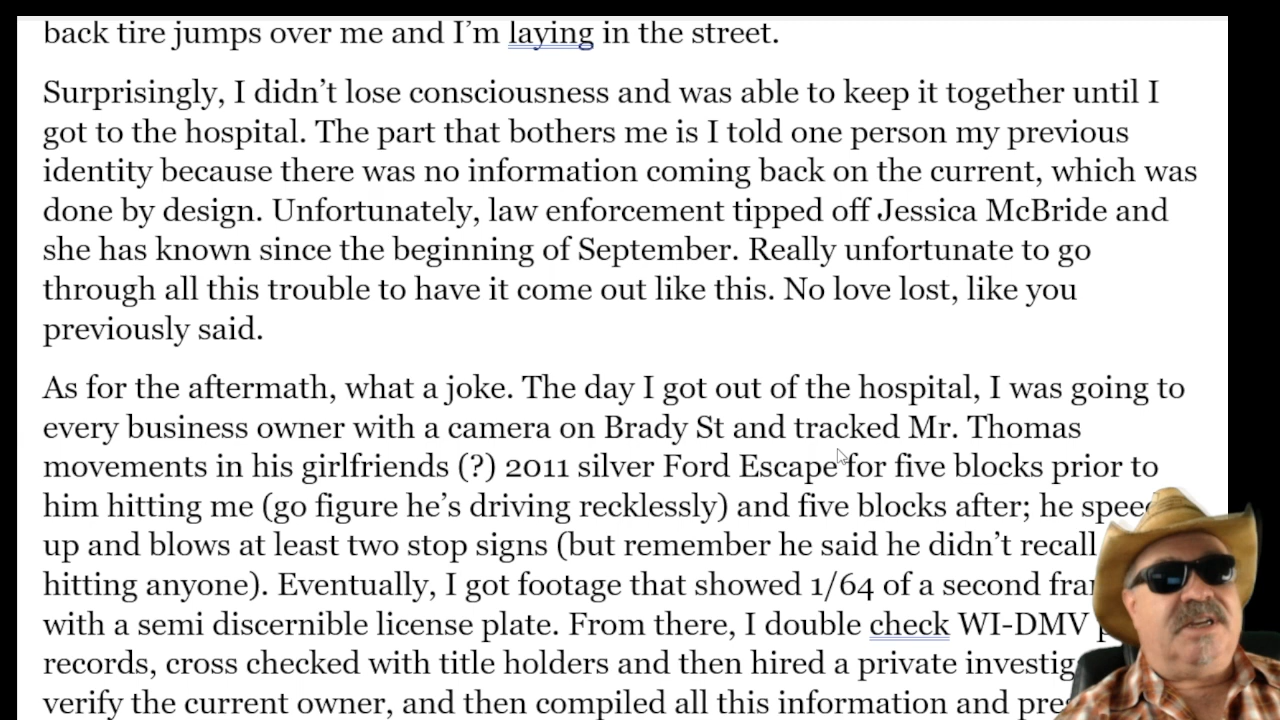 back tire jumps over me and I’m laying in the street.
Surprisingly, I didn’t lose consciousness and was able to keep it together until I
got to the hospital. The part that bothers me is I told one person my previous
identity because there was no information coming back on the current, which was
done by design. Unfortunately, law enforcement tipped off Jessica McBride and
she has known since the beginning of September. Really unfortunate to go
through all this trouble to have it come out like this. No love lost, like you
previously said.
As for the aftermath, what a joke. The day I got out of the hospital, I was going to
every business owner with a camera on Brady St and tracked Mr. Thomas
movements in his girlfriends (?) 2011 silver Ford Escape for five blocks prior to
him hitting me (go figure he’s driving recklessly) and five blocks after; he
up and blows at least two stop signs (but remember he said he didn’t recall
hitting anyone). Eventually, I got footage that showed 1/64 of a second
with a semi discernible license plate. From there, I double check WI-DMV
records, cross checked with title holders and then hired a private
verify the current owner, and then compiled all this information and